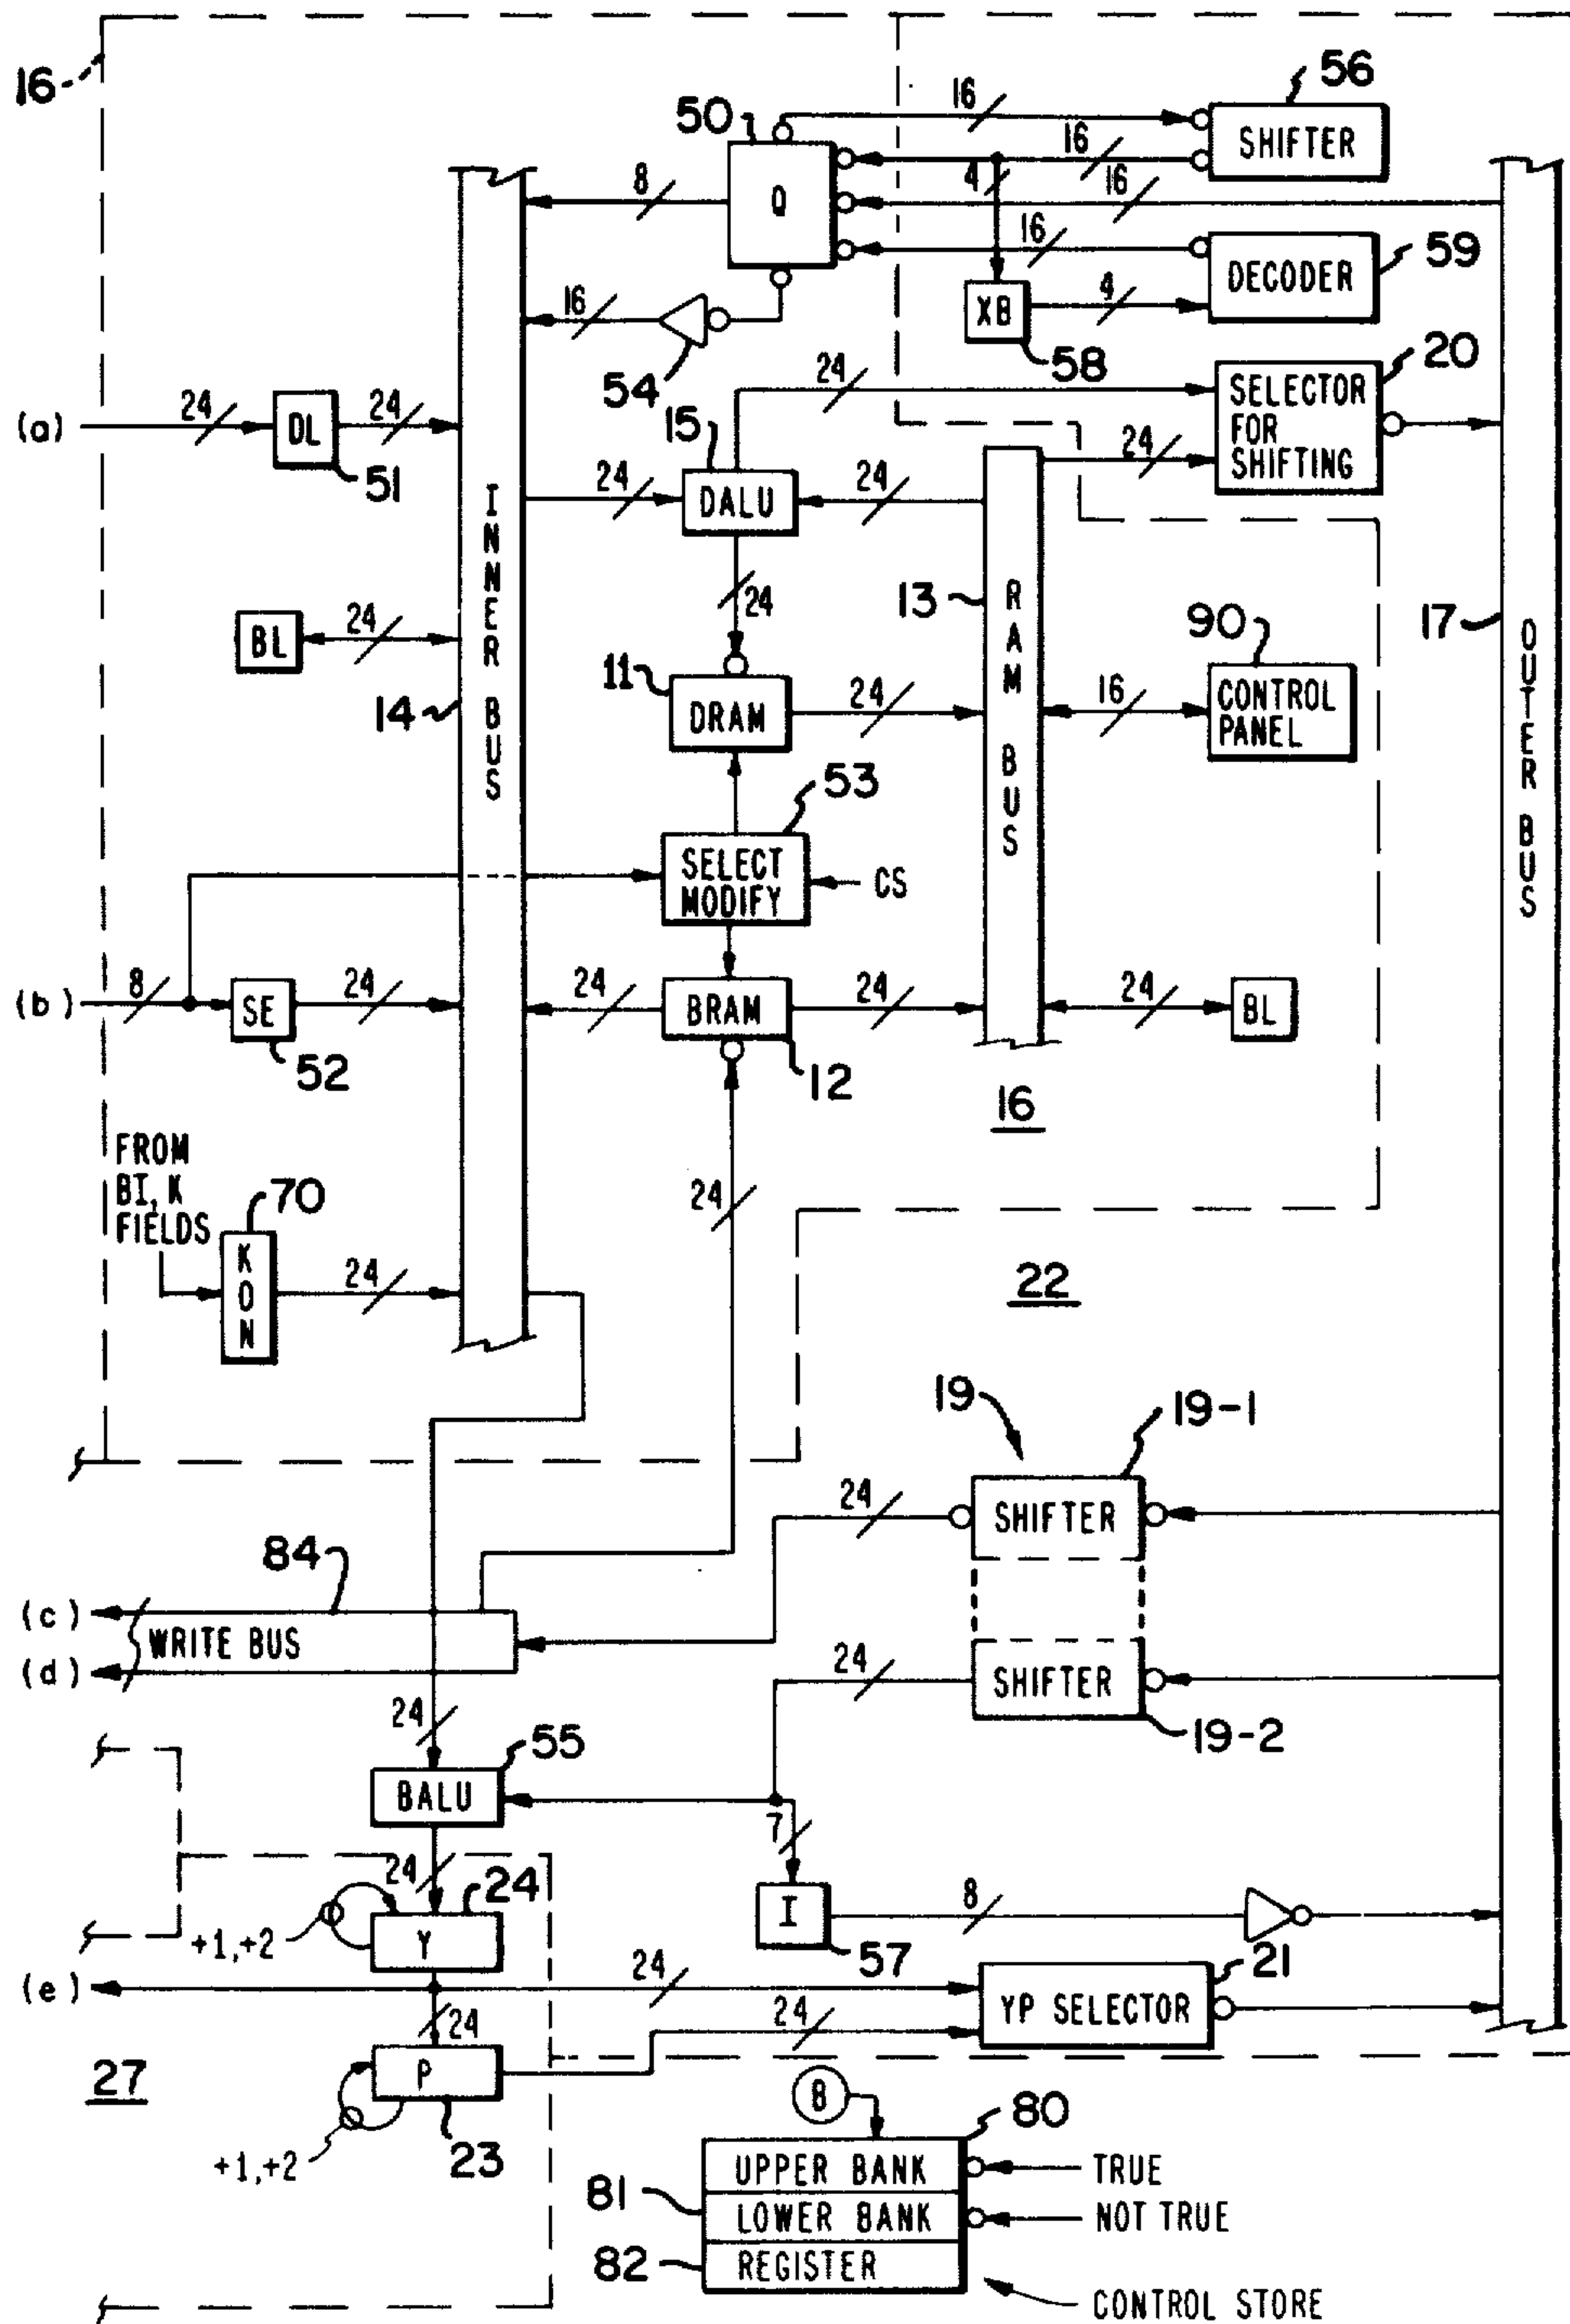 16
50
16
56
SHIFTER
16
8
Q
4
16
16
DECODER
59
16
54
XB
58
4
(a)
24
DL
51
24
24
SELECTOR
FOR
SHIFTING
20
15
24
DALU
24
24
INNER BUS
24
RAM BUS
13
17
OUTER BUS
BL
24
14
11
DRAM
24
16
CONTROL
PANEL
90
53
SELECT
MODIFY
CS
(b)
8
SE
52
24
24
BRAM
12
24
24
BL
16
FROM
BI, K
FIELDS
70
KON
24
24
22
19
19-1
24
SHIFTER
84
(c)
WRITE BUS
(d)
24
SHIFTER
19-2
24
BALU
55
7
24
24
+1,+2
Y
I
57
8
(e)
24
21
YP SELECTOR
24
24
27
P
23
+1,+2
8
80
UPPER BANK
TRUE
81
LOWER BANK
NOT TRUE
82
REGISTER
CONTROL STORE